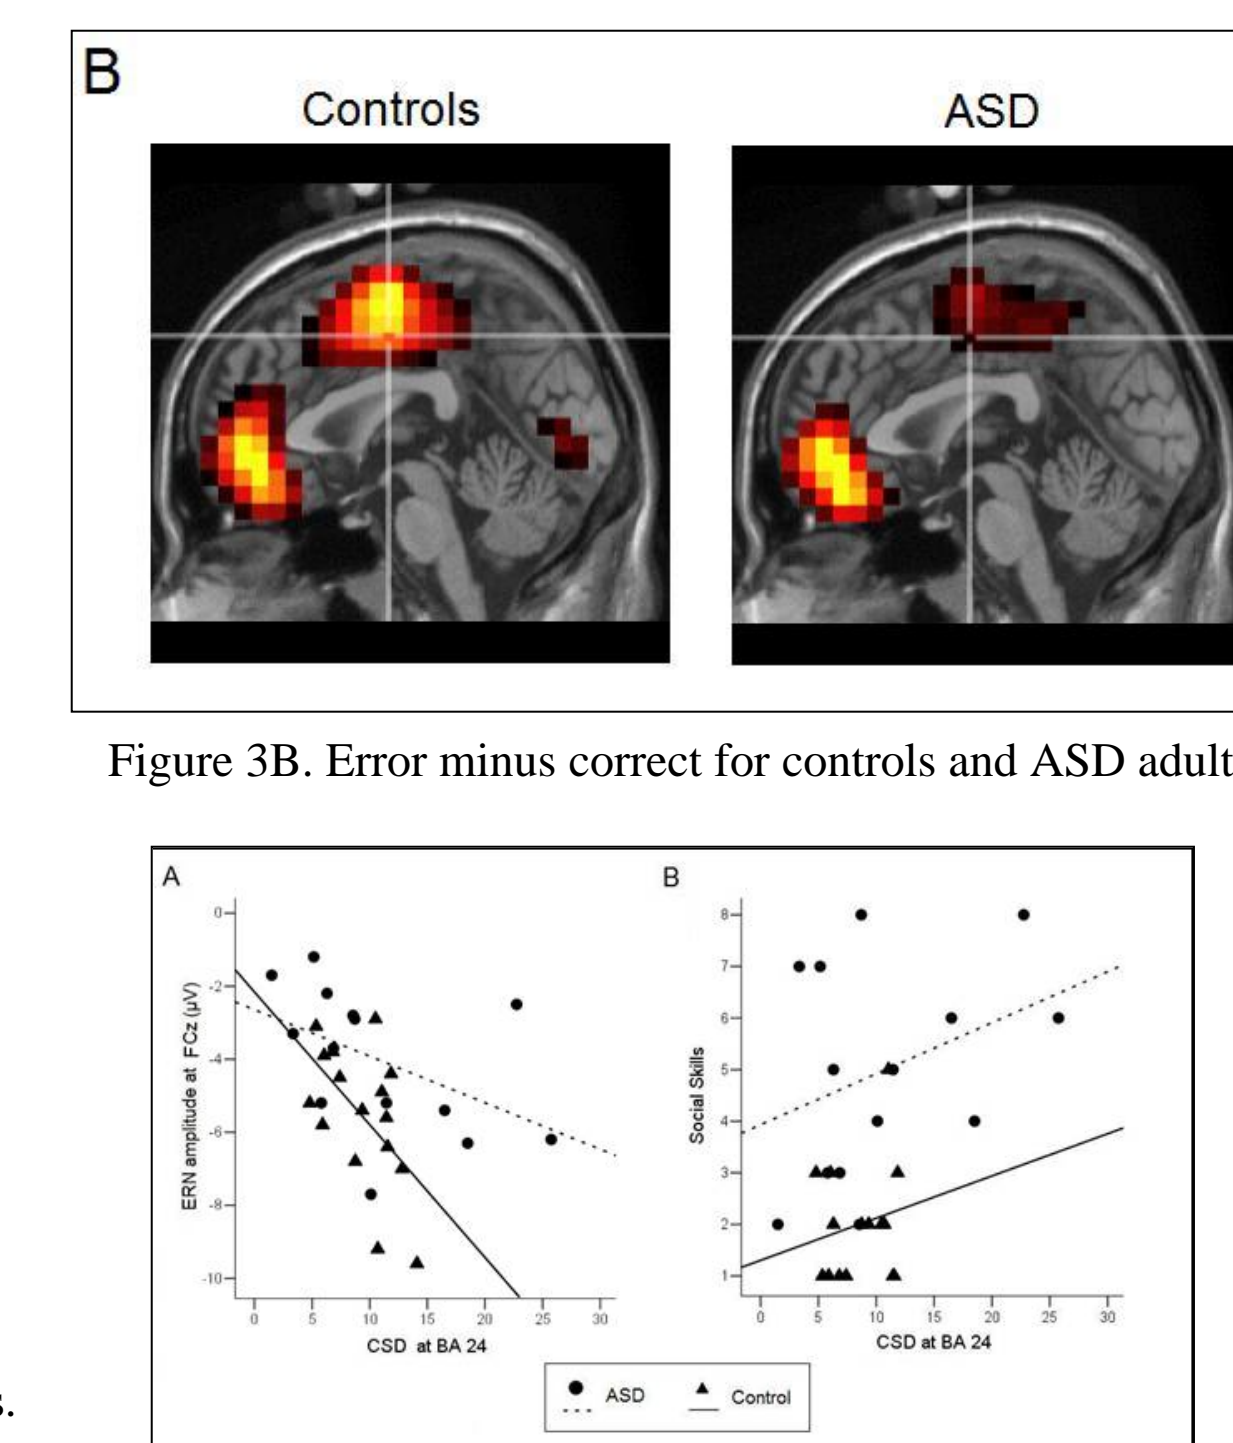 B
Controls ASD
Figure 3B. Error minus correct for controls and ASD adult
A
0
-2
-4
-6
-8
-10
ERN amplitude at FCz (µV)
0 5 10 15 20 25 30
CSD at BA 24
B
8
7
6
5
4
3
2
1
Social Skills
0 5 10 15 20 25 30
CSD at BA 24
ASD Control
s.